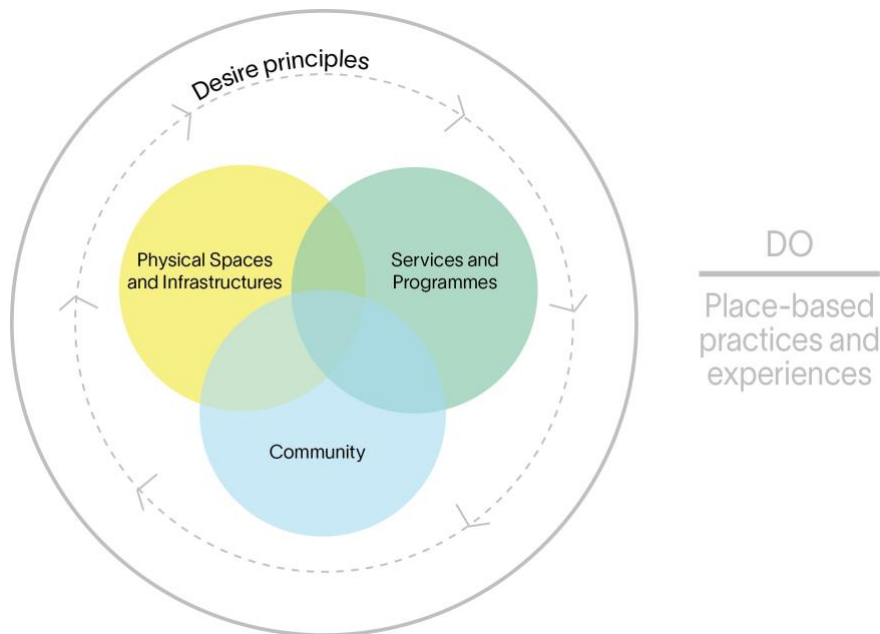 Desire principles
Physical Spaces
and Infrastructures
Services and
Programmes
Community
DO
Place-based
practices and
experiences